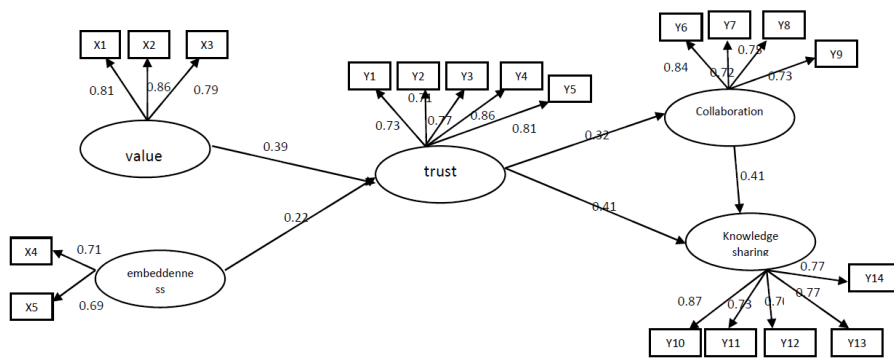 X1
X2
X3
0.81
0.86
0.79
value
0.39
X4
X5
0.71
0.69
embeddenne
ss
0.22
Y1
Y2
Y3
Y4
Y5
0.73
0.71
0.77
0.86
0.81
trust
0.32
0.41
Y6
Y7
Y8
Y9
0.84
0.72
0.73
Collaboration
0.41
Knowledge
sharing
0.87
0.73
0.77
0.77
Y10
Y11
Y12
Y13
Y14